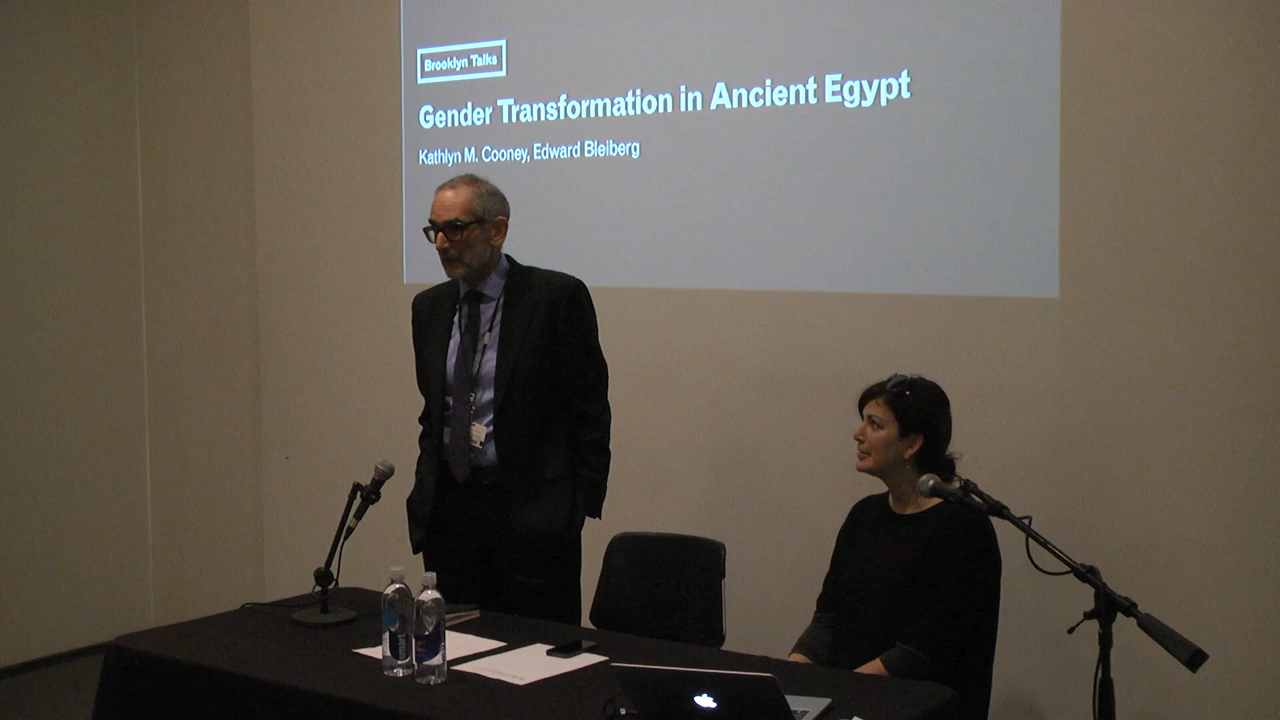 Brooklyn Talks
Gender Transformation in Ancient Egypt
Kathlyn M. Cooney, Edward Bleiberg